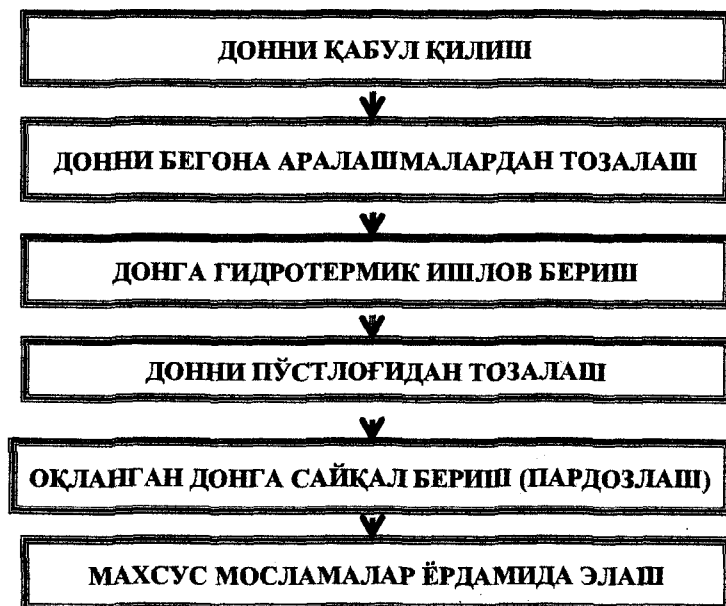 ДОННИ ҚАБУЛ ҚИЛИШ
ДОННИ БЕГОНА АРАЛАШМАЛАРДАН ТОЗАЛАШ
ДОНГА ГИДРОТЕРМИК ИШЛОВ БЕРИШ
ДОННИ ПЎСТЛОҒИДАН ТОЗАЛАШ
ОҚЛАНГАН ДОНГА САЙҚАЛ БЕРИШ (ПАРДОЗЛАШ)
МАХСУС МОСЛАМАЛАР ЁРДАМИДА ЭЛАШ